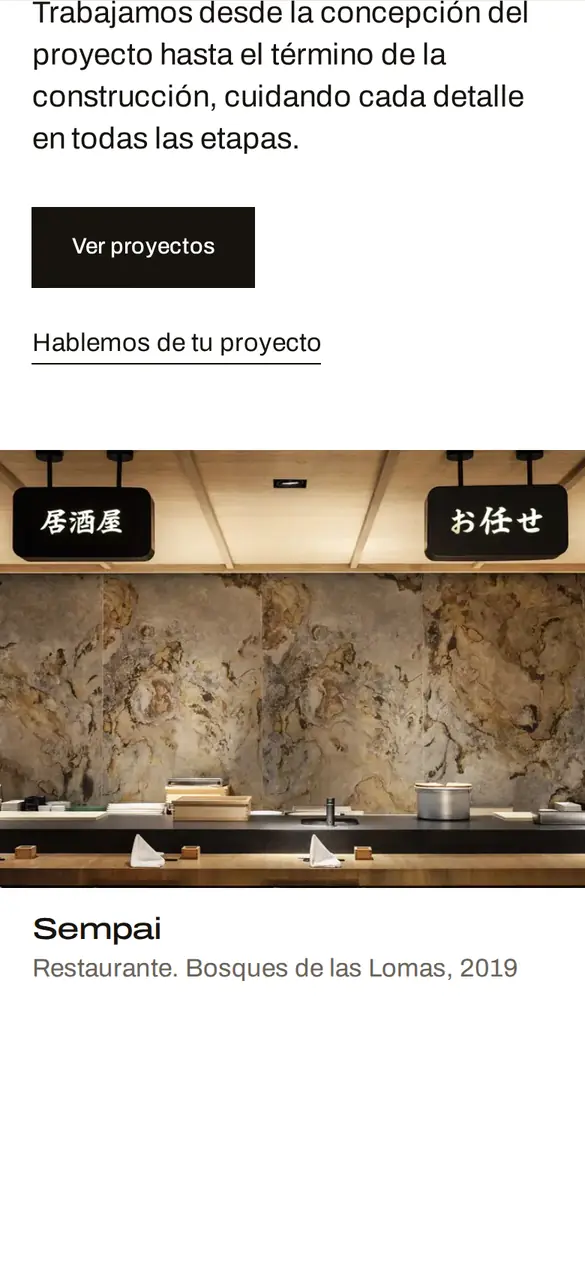 Trabajamos desde la concepción del
proyecto hasta el término de la
construcción, cuidando cada detalle
en todas las etapas.
Ver proyectos
Hablemos de tu proyecto
居酒屋
お任せ
Sempai
Restaurante. Bosques de las Lomas, 2019